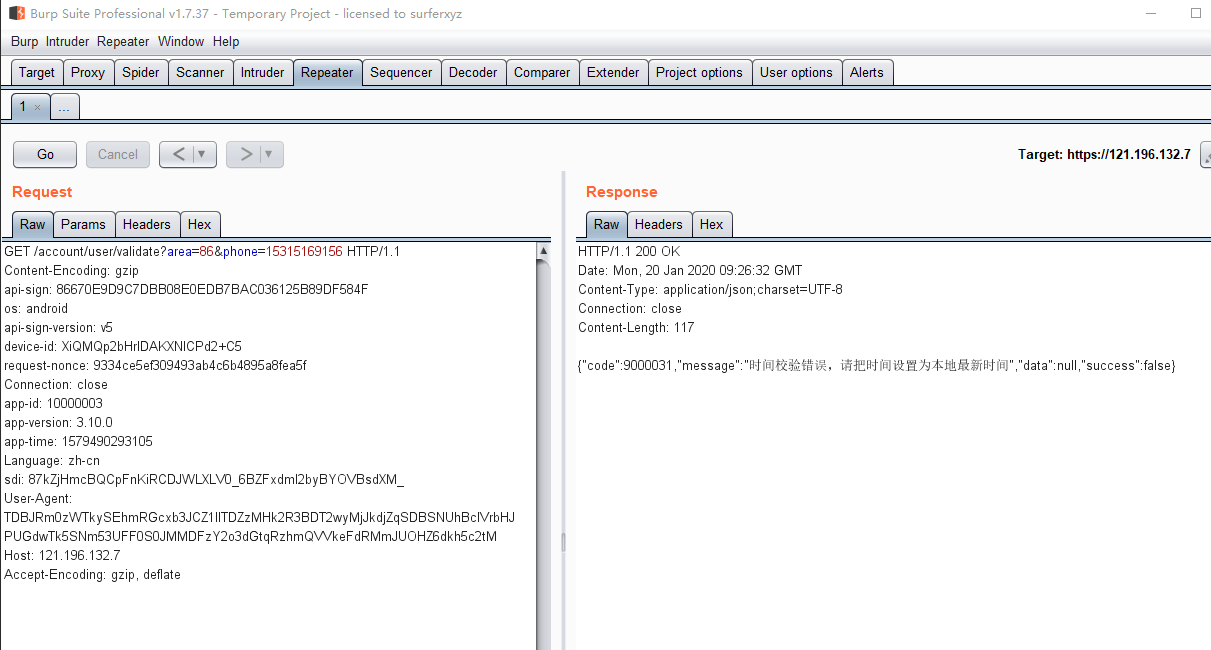 Burp Suite Professional v1.7.37 - Temporary Project - licensed to surferxyz
Burp Intruder Repeater Window Help
Target Proxy Spider Scanner Intruder Repeater Sequencer Decoder Comparer Extender Project options User options Alerts
1 × ...
Go Cancel < > Target: https://121.196.132.7
Request
Raw Params Headers Hex
GET /account/user/validate?area=86&phone=15315169156 HTTP/1.1
Content-Encoding: gzip
api-sign: 86670E9D9C7DBB08E0EDB7BAC036125B89DF584F
os: android
api-sign-version: v5
device-id: XiQMQp2bHrIDAKXNlCPd2+C5
request-nonce: 9334ce5ef309493ab4c6b4895a8fea5f
Connection: close
app-id: 10000003
app-version: 3.10.0
app-time: 1579490293105
Language: zh-cn
sdi: 87kZjHmcBQCpFnKiRCDJWLXLV0_6BZFxdml2byBYOVBsdXM_
User-Agent:
TDBJRm0zWTkySEhmRGcxb3JCZ1lITDZzMHk2R3BDT2wyMjJkdjZqSDBSNUhBclVrbHJ
PUGdwTk5SNm53UFF0S0JMMDFzY2o3dGtqRzhmQVVkeFdRMmJUOHZ6dkh5c2tM
Host: 121.196.132.7
Accept-Encoding: gzip, deflate
Response
Raw Headers Hex
HTTP/1.1 200 OK
Date: Mon, 20 Jan 2020 09:26:32 GMT
Content-Type: application/json;charset=UTF-8
Connection: close
Content-Length: 117
{"code":9000031,"message":"时间校验错误，请把时间设置为本地最新时间","data":null,"success":false}